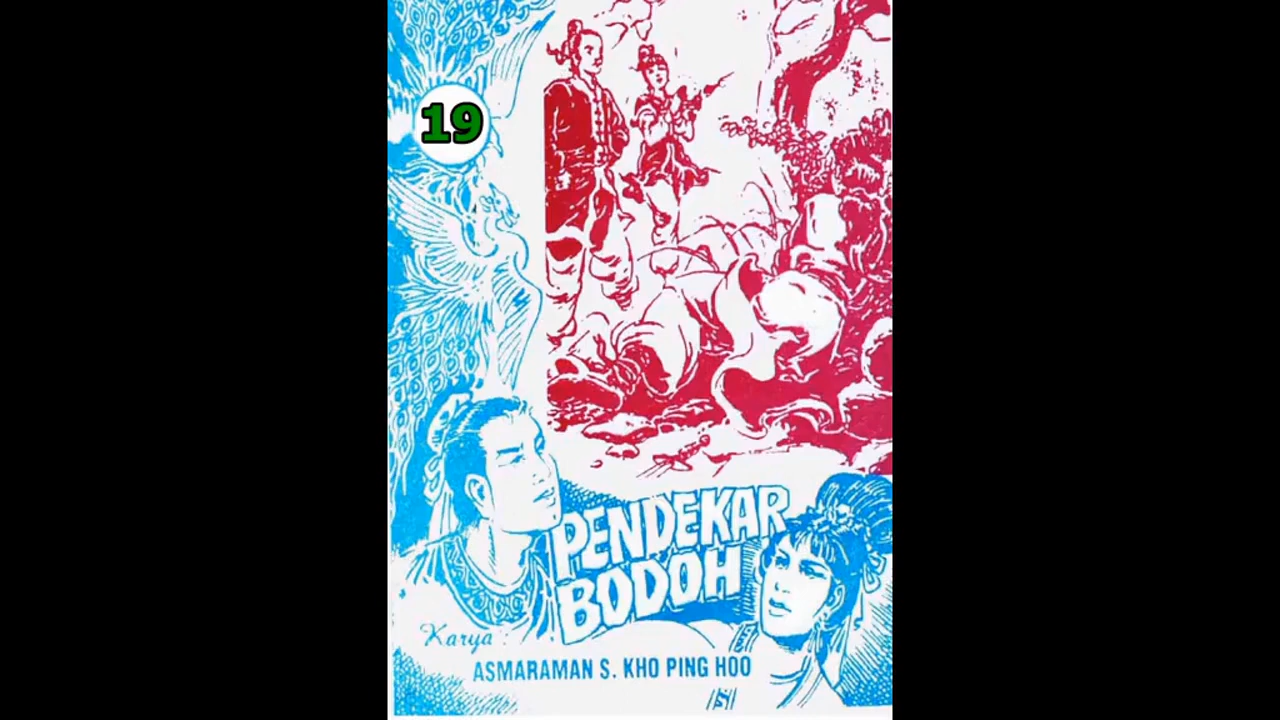 19
PENDEKAR
BODOH
Karya :
ASMARAMAN S. KHO PING HOO